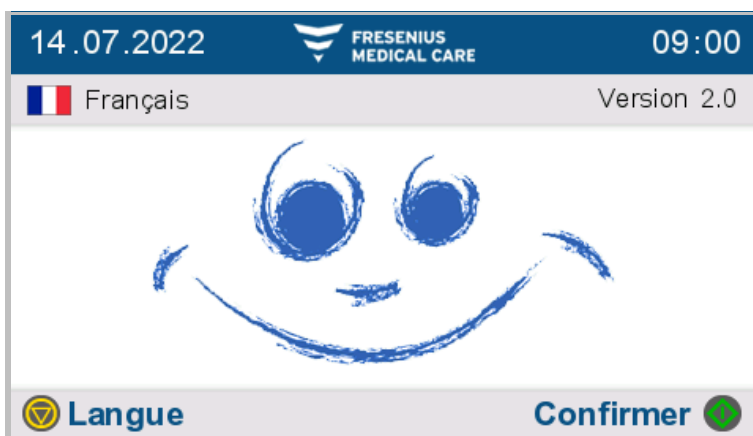 14.07.2022 FRESENIUS MEDICAL CARE 09:00
Français Version 2.0
Langue Confirmer